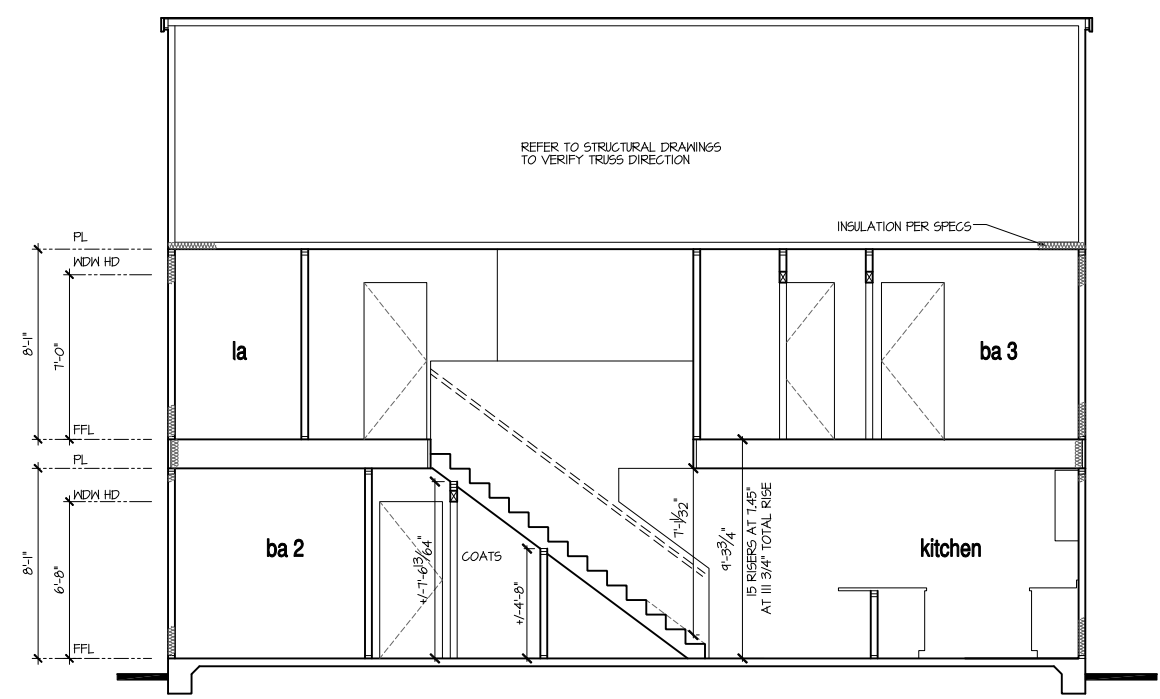 REFER TO STRUCTURAL DRAWINGS
TO VERIFY TRUSS DIRECTION
INSULATION PER SPECS
PL
WDW HD
8'-1"
7'-0"
la
ba 3
FFL
PL
WDW HD
8'-1"
6'-8"
ba 2
+/-7'-6 13/64"
COATS
+/-4'-8"
7'-1/32"
9'-3 3/4"
15 RISERS AT 7.45"
AT 111 3/4" TOTAL RISE
kitchen
FFL